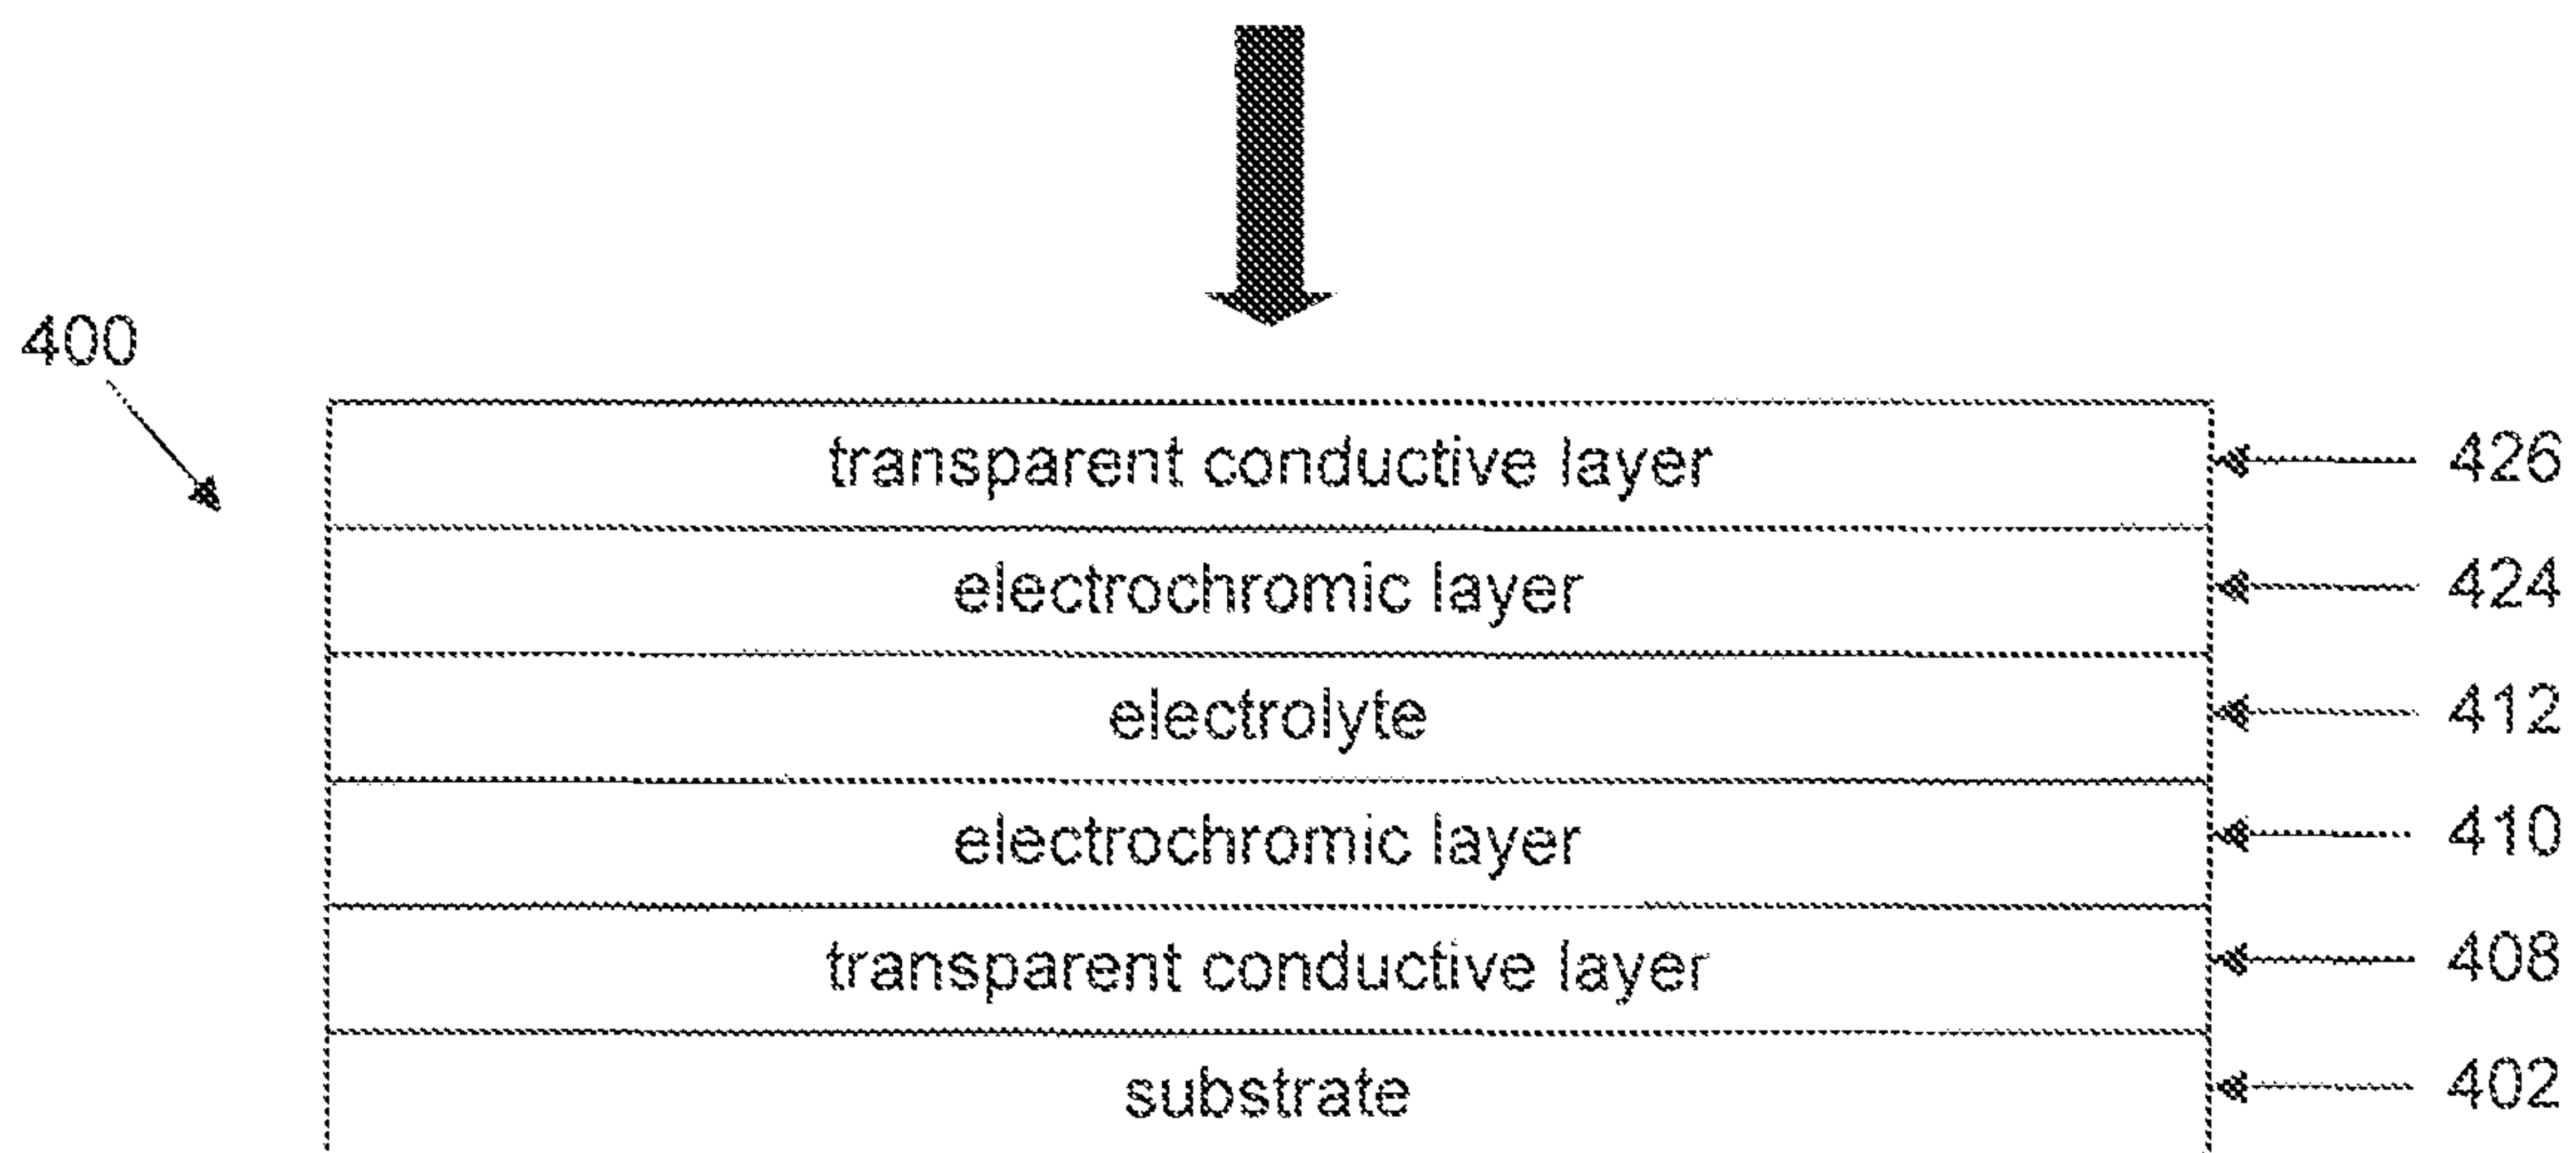 400
transparent conductive layer 426
electrochromic layer 424
electrolyte 412
electrochromic layer 410
transparent conductive layer 408
substrate 402